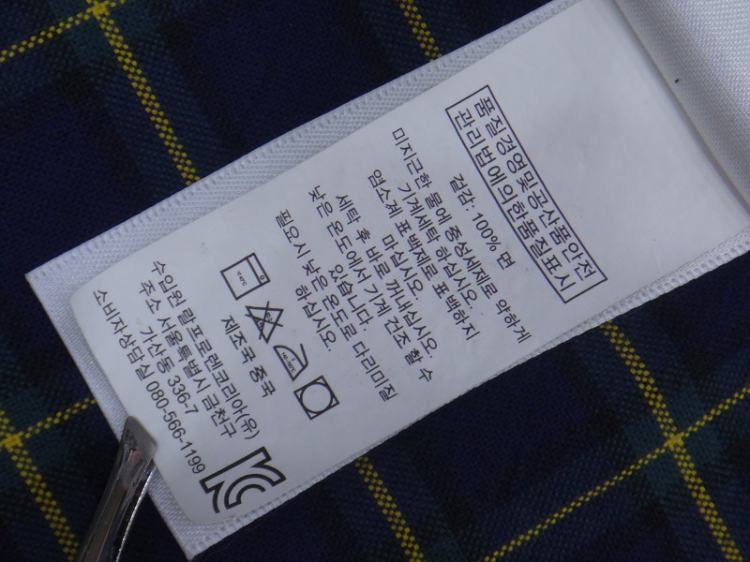 품질경영및공산품안전
관리법에의한품질표시
겉감: 100% 면
미지근한 물에 중성세제로 약하게
기계세탁 하십시오.
염소계 표백제로 표백하지
마십시오.
세탁 후 바로 꺼내십시오.
낮은 온도에서 기계 건조 할 수
있습니다.
필요시 낮은 온도로 다리미질
하십시오.
제조국 중국
수입원 랄프로렌코리아(유)
주소 서울특별시 금천구
가산동 336-7
소비자상담실 080-566-1199